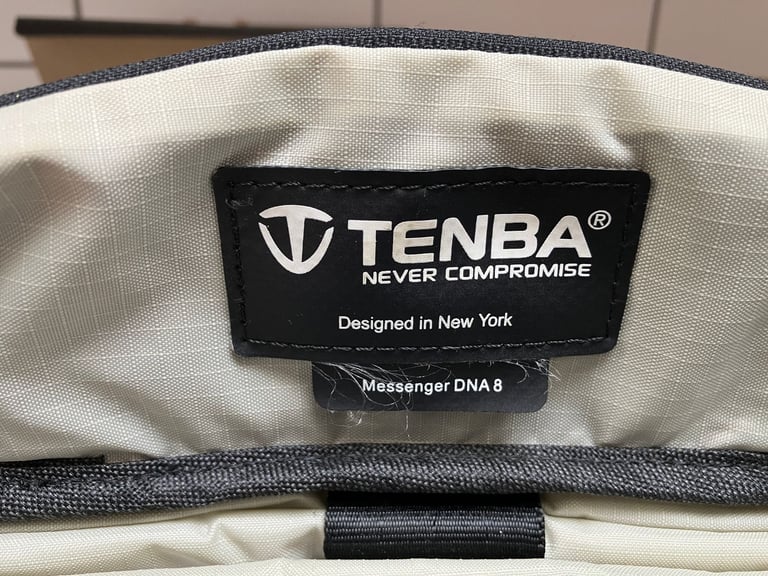 TENBA®
NEVER COMPROMISE
Designed in New York
Messenger DNA 8